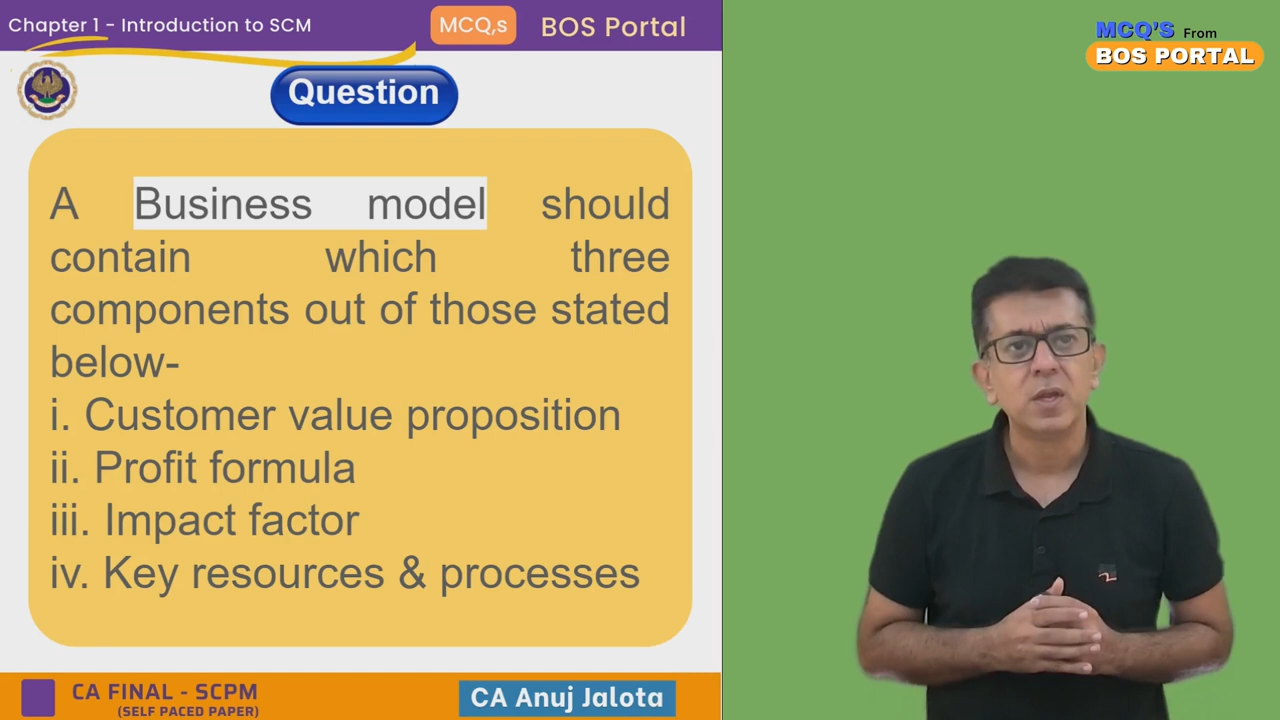 Chapter 1 - Introduction to SCM
MCQ,s
BOS Portal
MCQ'S From
BOS PORTAL
Question
A Business model should
contain which three
components out of those stated
below-
i. Customer value proposition
ii. Profit formula
iii. Impact factor
iv. Key resources & processes
CA FINAL - SCPM
(SELF PACED PAPER)
CA Anuj Jalota